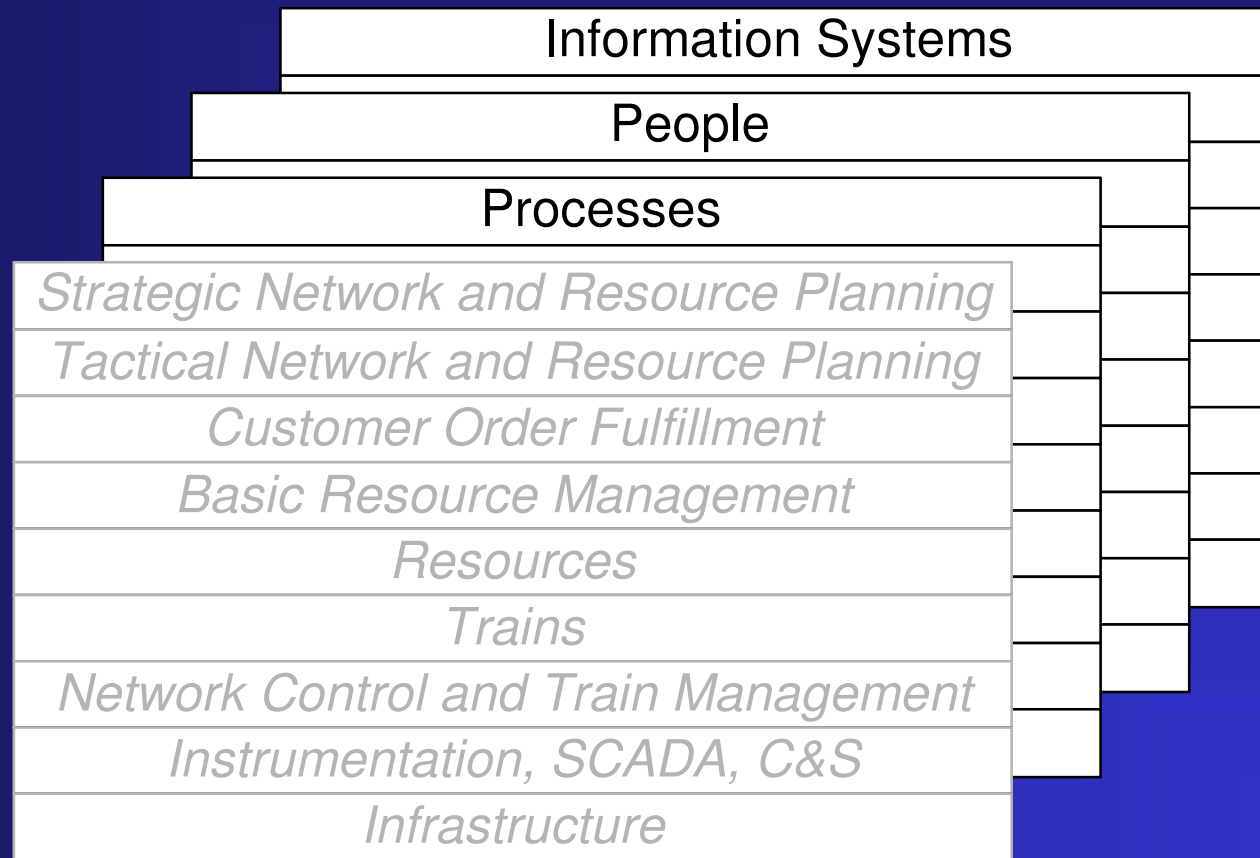 Information Systems
People
Processes
Strategic Network and Resource Planning
Tactical Network and Resource Planning
Customer Order Fulfillment
Basic Resource Management
Resources
Trains
Network Control and Train Management
Instrumentation, SCADA, C&S
Infrastructure